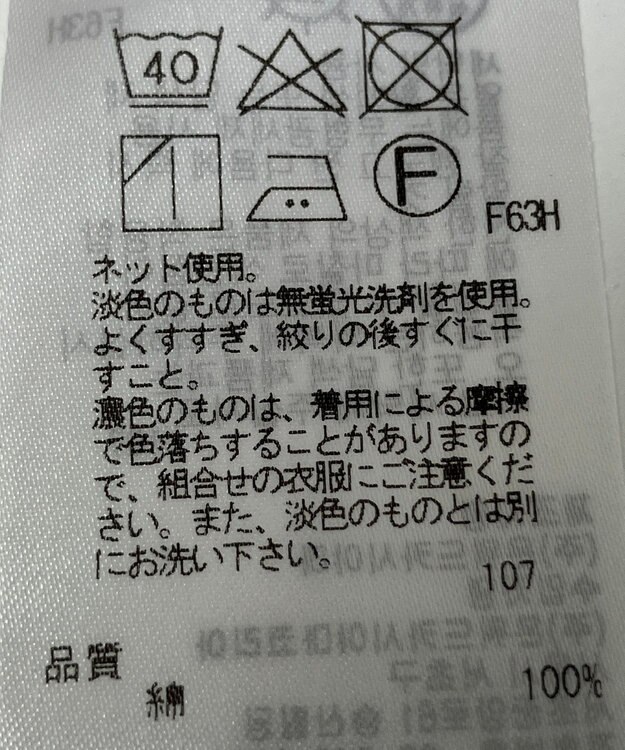 40
F
F63H
ネット使用。
淡色のものは無蛍光洗剤を使用。
よくすすぎ、絞りの後すぐに干
すこと。
濃色のものは、着用による摩擦
で色落ちすることがありますの
で、組合せの衣服にご注意くだ
さい。また、淡色のものとは別
にお洗い下さい。
107
品質
綿 100%